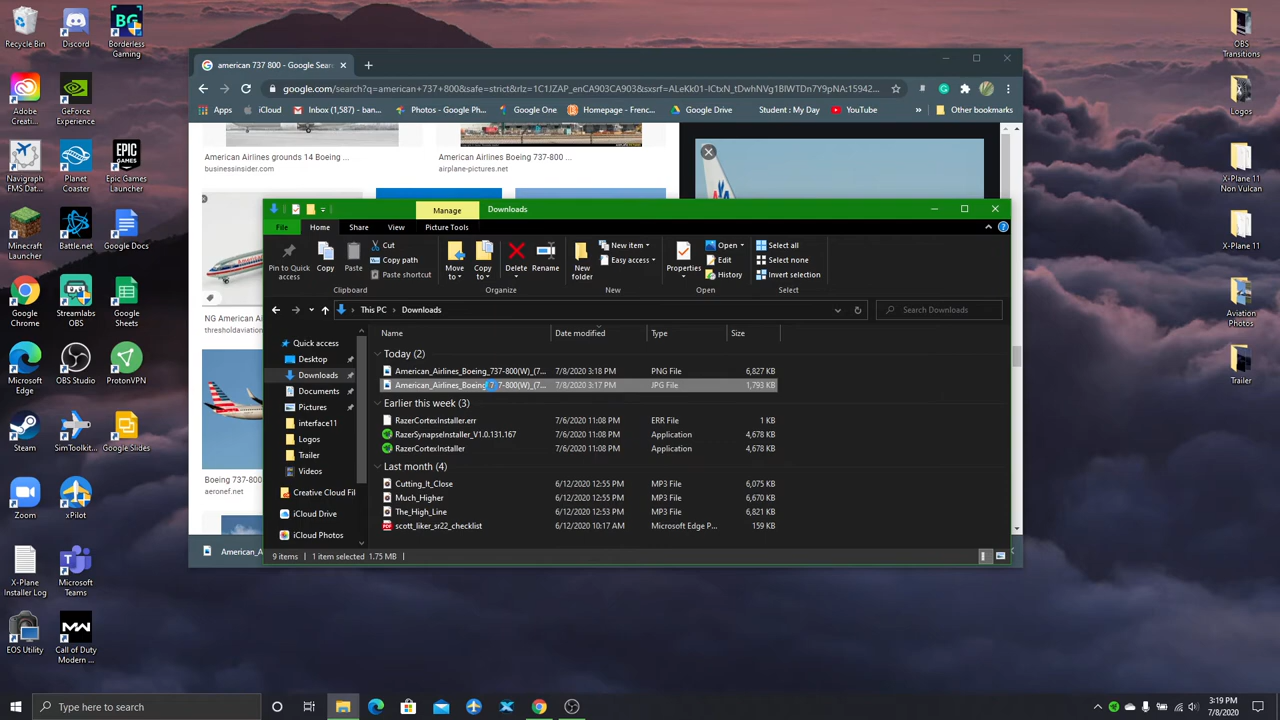 Recycle Bin
Discord
Borderless Gaming
Adobe Creati...
GeForce Experience
Navigraph FMS Dat...
Planet Coaster
Epic Games Launcher
Minecraft Launcher
Battle.net
Google Docs
Google Chrome
Streamlabs OBS
Google Sheets
Microsoft Edge
OBS Studio
ProtonVPN
Steam
SimToolkit...
Google Slides
Zoom
xPilot
X-Plane Installer Log
Microsoft Teams
EOS Utility
Call of Duty Modern ...
OBS Transitions
Logos
X-Plane 11 Non Vulcan
X-Plane 11
Aviation Photos
Trailer
american 737 800 - Google Sear
google.com/search?q=american+737+800&safe=strict&rlz=1C1JZAP_enCA903CA903&sxsrf=ALeKk01-ICtxN_tDwhNVg1BIWTDn7Y9pNA:15942...
Apps
iCloud
Inbox (1,587) - bann...
Photos - Google Ph...
Google One
Homepage - Frenc...
Google Drive
Student : My Day
YouTube
Other bookmarks
American Airlines grounds 14 Boeing ...
businessinsider.com
American Airlines Boeing 737-800 ...
airplane-pictures.net
NG American Ai
thresholdaviation
Boeing 737-800
aeronef.net
American_A
Manage
Downloads
File
Home
Share
View
Picture Tools
Pin to Quick access
Copy
Paste
Cut
Copy path
Paste shortcut
Clipboard
Move to
Copy to
Delete
Rename
Organize
New folder
New item
Easy access
New
Properties
Open
Edit
History
Open
Select all
Select none
Invert selection
Select
This PC
Downloads
Search Downloads
Quick access
Desktop
Downloads
Documents
Pictures
interface11
Logos
Trailer
Videos
Creative Cloud Fil
iCloud Drive
iCloud Photos
Name Date modified Type Size
Today (2)
American_Airlines_Boeing_737-800(W)_(7... 7/8/2020 3:18 PM PNG File 6,827 KB
American_Airlines_Boeing_737-800(W)_(7... 7/8/2020 3:17 PM JPG File 1,793 KB
Earlier this week (3)
RazerCortexInstaller.err 7/6/2020 11:08 PM ERR File 1 KB
RazerSynapseInstaller_V1.0.131.167 7/6/2020 11:08 PM Application 4,678 KB
RazerCortexInstaller 7/6/2020 11:08 PM Application 4,678 KB
Last month (4)
Cutting_It_Close 6/12/2020 12:55 PM MP3 File 6,075 KB
Much_Higher 6/12/2020 12:55 PM MP3 File 6,670 KB
The_High_Line 6/12/2020 12:53 PM MP3 File 6,821 KB
scott_liker_sr22_checklist 6/12/2020 10:17 AM Microsoft Edge P... 159 KB
9 items 1 item selected 1.75 MB
Type here to search
3:19 PM
7/8/2020